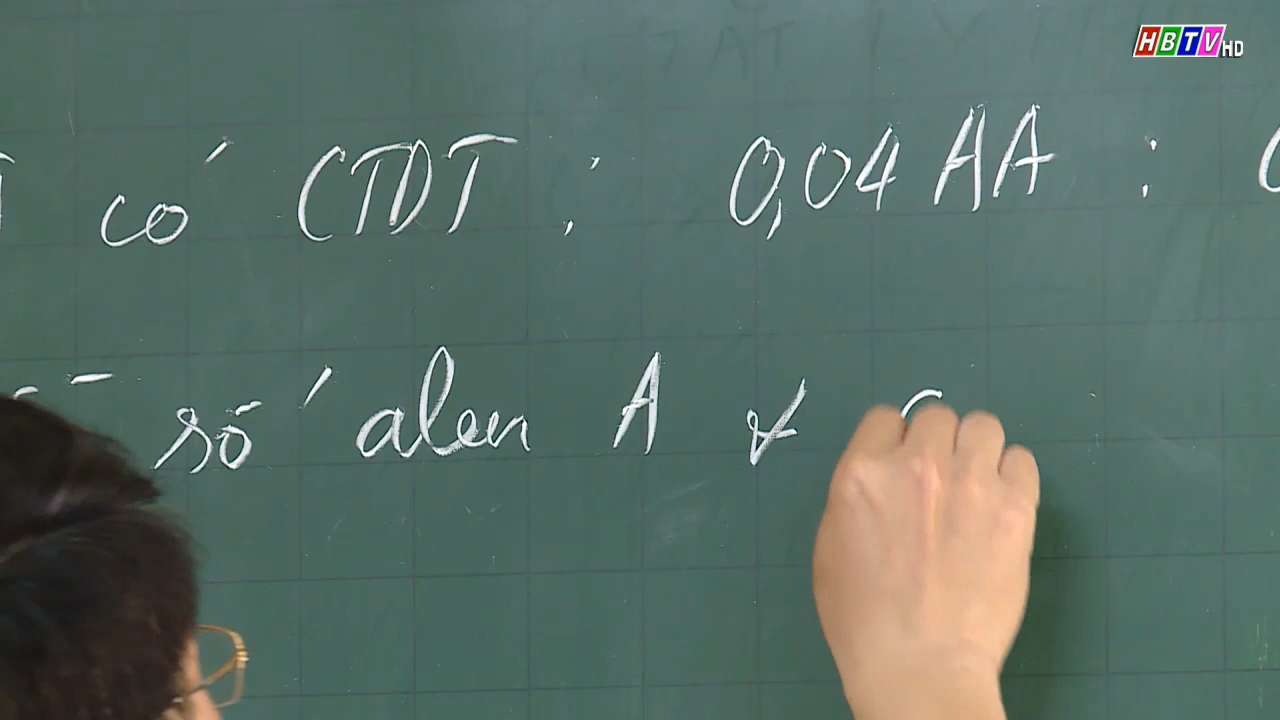 HBTV HD
có CTDT : 0,04 AA :
số alen A &